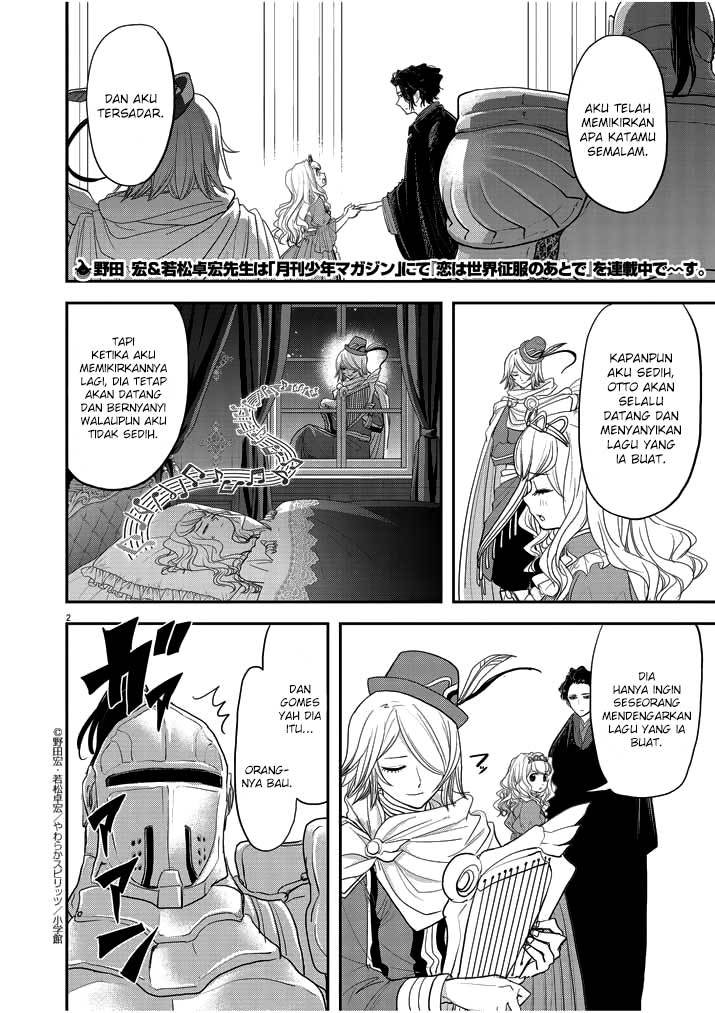 AKU TELAH
MEMIKIRKAN
APA KATAMU
SEMALAM.
DAN AKU
TERSADAR.
野田 宏&若松卓宏先生は「月刊少年マガジン」にて『恋は世界征服のあとで』を連載中で〜〜す。
KAPANPUN
AKU SEDIH,
OTTO AKAN
SELALU
DATANG DAN
MENYANYIKAN
LAGU YANG
IA BUAT.
TAPI
KETIKA AKU
MEMIKIRKANNYA
LAGI, DIA TETAP
AKAN DATANG
DAN BERNYANYI
WALAUPUN AKU
TIDAK SEDIH.
2
DIA
HANYA INGIN
SESEORANG
MENDENGARKAN
LAGU YANG
IA BUAT.
DAN
GOMES
YAH DIA
ITU...
ORANG-
NYA BAU.
ガガッ
©野田宏・若松卓宏／やわらかスピリッツ／小学館